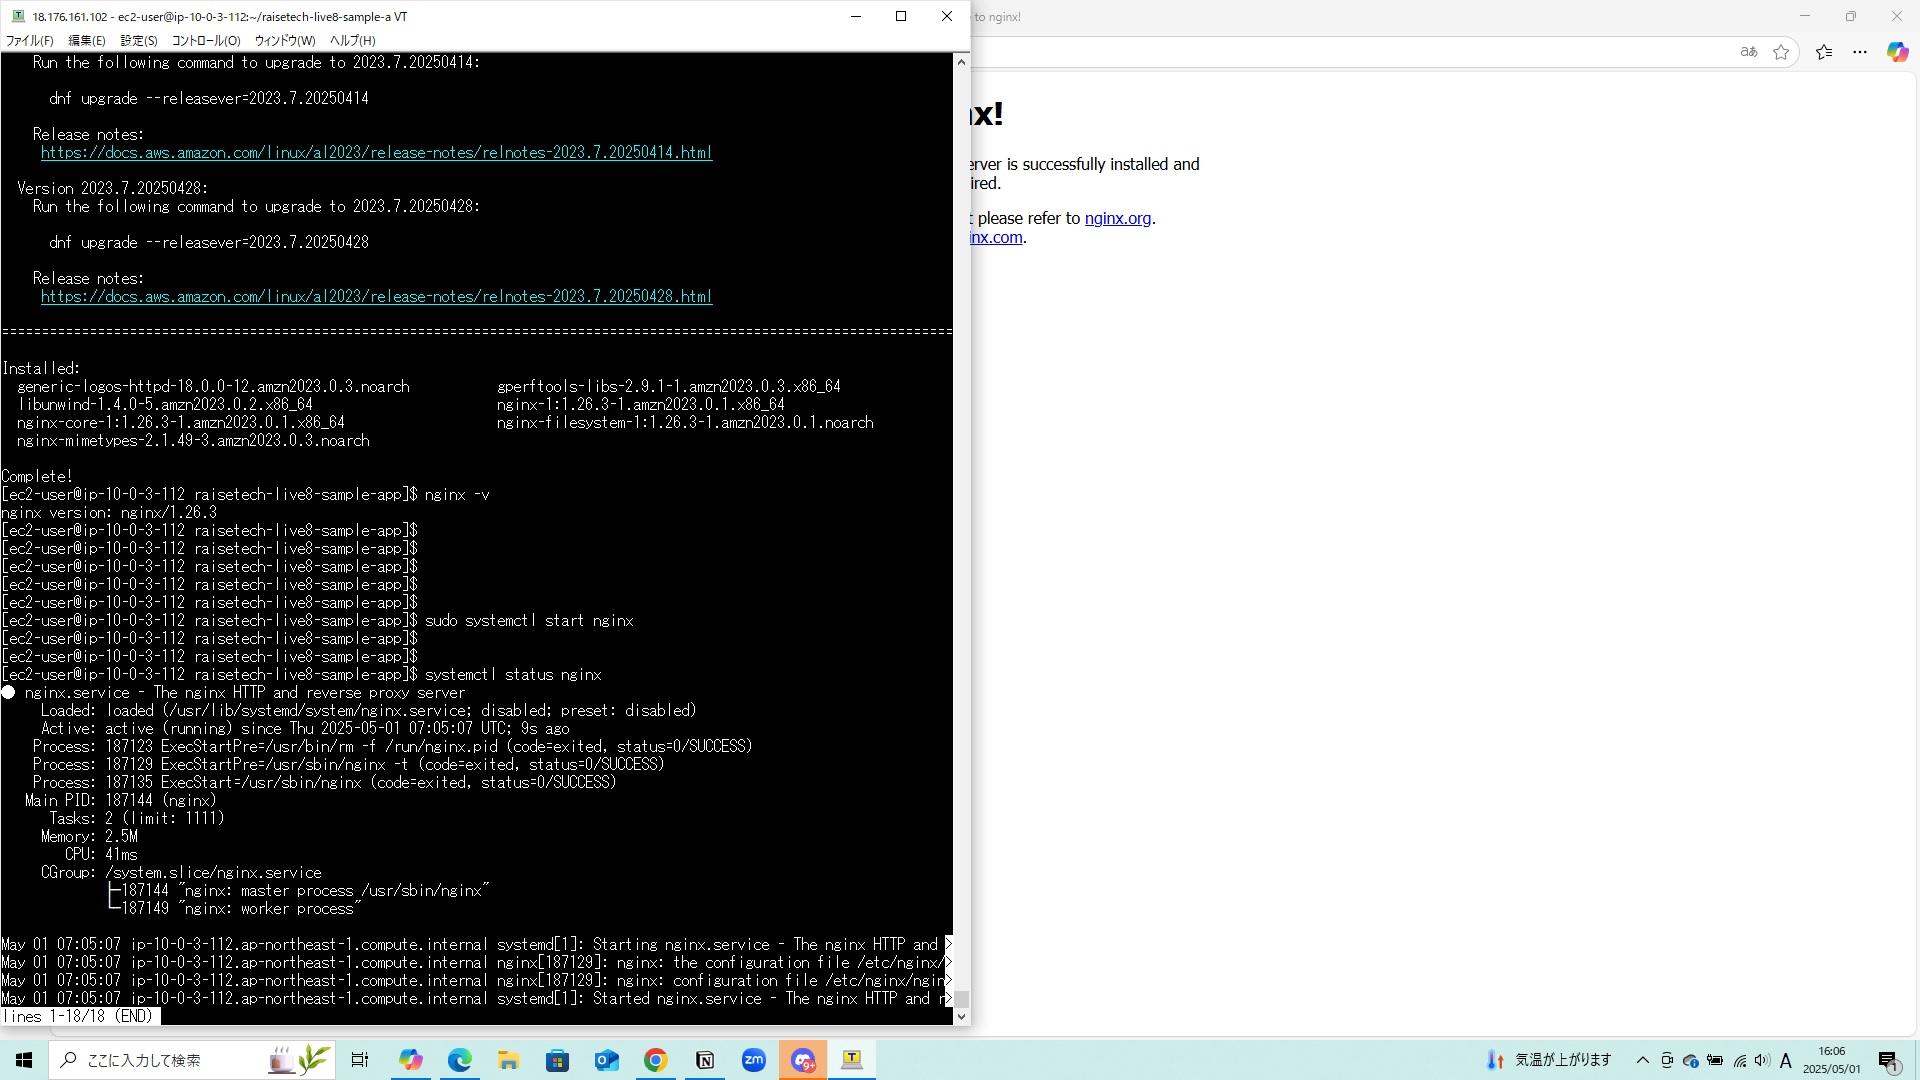 18.176.161.102 - ec2-user@ip-10-0-3-112:~/raisetech-live8-sample-a VT
ファイル(F) 編集(E) 設定(S) コントロール(O) ウィンドウ(W) ヘルプ(H)
Run the following command to upgrade to 2023.7.20250414:
dnf upgrade --releasever=2023.7.20250414
Release notes:
https://docs.aws.amazon.com/linux/al2023/release-notes/relnotes-2023.7.20250414.html
Version 2023.7.20250428:
Run the following command to upgrade to 2023.7.20250428:
dnf upgrade --releasever=2023.7.20250428
Release notes:
https://docs.aws.amazon.com/linux/al2023/release-notes/relnotes-2023.7.20250428.html
=======================================================================================================================
Installed:
generic-logos-httpd-18.0.0-12.amzn2023.0.3.noarch gperftools-libs-2.9.1-1.amzn2023.0.3.x86_64
libunwind-1.4.0-5.amzn2023.0.2.x86_64 nginx-1:1.26.3-1.amzn2023.0.1.x86_64
nginx-core-1:1.26.3-1.amzn2023.0.1.x86_64 nginx-filesystem-1:1.26.3-1.amzn2023.0.1.noarch
nginx-mimetypes-2.1.49-3.amzn2023.0.3.noarch
Complete!
[ec2-user@ip-10-0-3-112 raisetech-live8-sample-app]$ nginx -v
nginx version: nginx/1.26.3
[ec2-user@ip-10-0-3-112 raisetech-live8-sample-app]$
[ec2-user@ip-10-0-3-112 raisetech-live8-sample-app]$
[ec2-user@ip-10-0-3-112 raisetech-live8-sample-app]$
[ec2-user@ip-10-0-3-112 raisetech-live8-sample-app]$
[ec2-user@ip-10-0-3-112 raisetech-live8-sample-app]$
[ec2-user@ip-10-0-3-112 raisetech-live8-sample-app]$ sudo systemctl start nginx
[ec2-user@ip-10-0-3-112 raisetech-live8-sample-app]$
[ec2-user@ip-10-0-3-112 raisetech-live8-sample-app]$
[ec2-user@ip-10-0-3-112 raisetech-live8-sample-app]$ systemctl status nginx
● nginx.service - The nginx HTTP and reverse proxy server
Loaded: loaded (/usr/lib/systemd/system/nginx.service; disabled; preset: disabled)
Active: active (running) since Thu 2025-05-01 07:05:07 UTC; 9s ago
Process: 187123 ExecStartPre=/usr/bin/rm -f /run/nginx.pid (code=exited, status=0/SUCCESS)
Process: 187129 ExecStartPre=/usr/sbin/nginx -t (code=exited, status=0/SUCCESS)
Process: 187135 ExecStart=/usr/sbin/nginx (code=exited, status=0/SUCCESS)
Main PID: 187144 (nginx)
Tasks: 2 (limit: 1111)
Memory: 2.5M
CPU: 41ms
CGroup: /system.slice/nginx.service
├─187144 "nginx: master process /usr/sbin/nginx"
└─187149 "nginx: worker process"
May 01 07:05:07 ip-10-0-3-112.ap-northeast-1.compute.internal systemd[1]: Starting nginx.service - The nginx HTTP and >
May 01 07:05:07 ip-10-0-3-112.ap-northeast-1.compute.internal nginx[187129]: nginx: the configuration file /etc/nginx/>
May 01 07:05:07 ip-10-0-3-112.ap-northeast-1.compute.internal nginx[187129]: nginx: configuration file /etc/nginx/ngin>
May 01 07:05:07 ip-10-0-3-112.ap-northeast-1.compute.internal systemd[1]: Started nginx.service - The nginx HTTP and r>
lines 1-18/18 (END)
to nginx!
aあ
nx!
erver is successfully installed and
ired.
t please refer to nginx.org.
inx.com.
ここに入力して検索
zm
9+
気温が上がります
A
16:06
2025/05/01
1